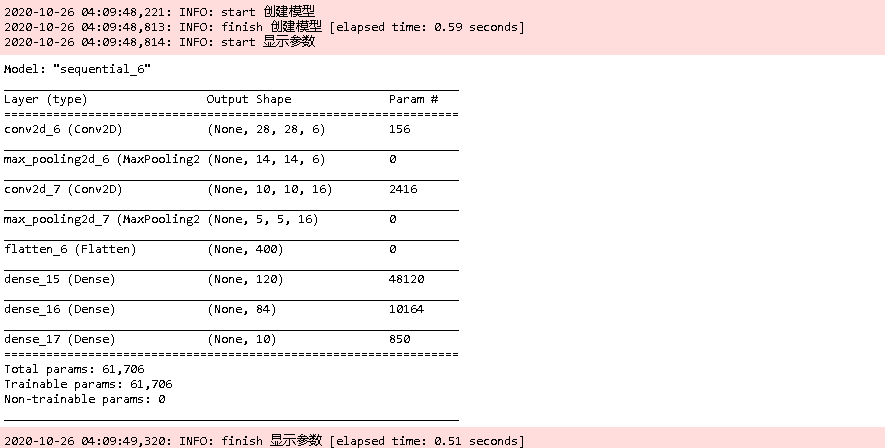 2020-10-26 04:09:48,221: INFO: start 创建模型
2020-10-26 04:09:48,813: INFO: finish 创建模型 [elapsed time: 0.59 seconds]
2020-10-26 04:09:48,814: INFO: start 显示参数
Model: "sequential_6"
Layer (type) Output Shape Param #
conv2d_6 (Conv2D) (None, 28, 28, 6) 156
max_pooling2d_6 (MaxPooling2 (None, 14, 14, 6) 0
conv2d_7 (Conv2D) (None, 10, 10, 16) 2416
max_pooling2d_7 (MaxPooling2 (None, 5, 5, 16) 0
flatten_6 (Flatten) (None, 400) 0
dense_15 (Dense) (None, 120) 48120
dense_16 (Dense) (None, 84) 10164
dense_17 (Dense) (None, 10) 850
Total params: 61,706
Trainable params: 61,706
Non-trainable params: 0
2020-10-26 04:09:49,320: INFO: finish 显示参数 [elapsed time: 0.51 seconds]